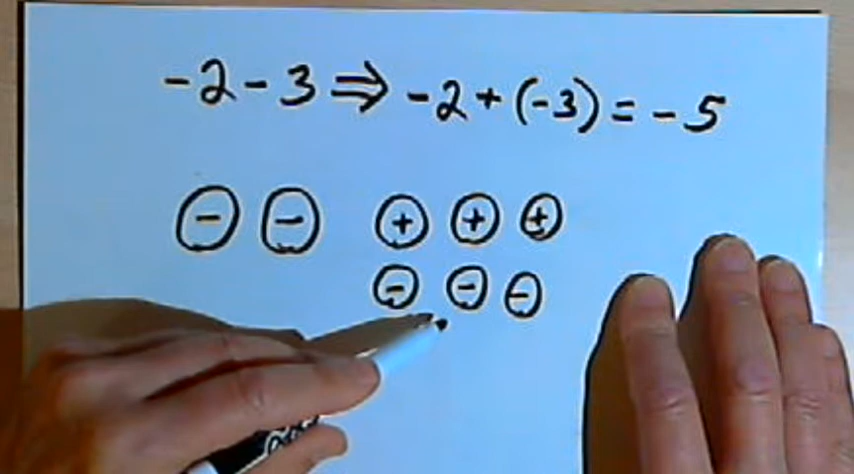 -2 - 3 ⇒ -2 + (-3) = -5
⊖ ⊖ ⊕ ⊕ ⊕
⊖ ⊖ ⊖